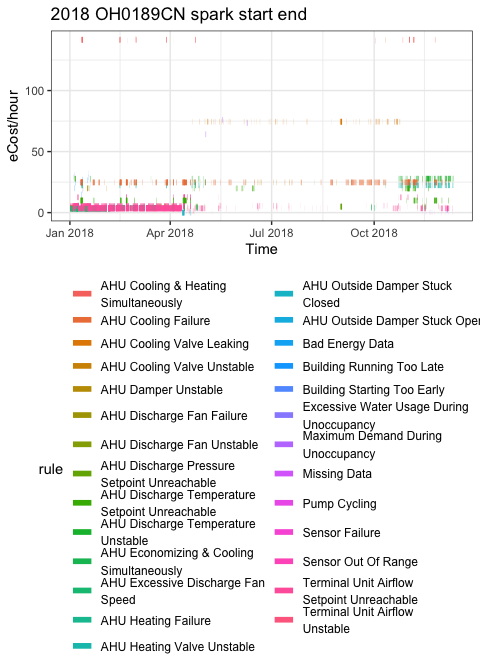 2018 OH0189CN spark start end
eCost/hour
100
50
0
Jan 2018
Apr 2018
Jul 2018
Oct 2018
Time
rule
AHU Cooling & Heating
Simultaneously
AHU Cooling Failure
AHU Cooling Valve Leaking
AHU Cooling Valve Unstable
AHU Damper Unstable
AHU Discharge Fan Failure
AHU Discharge Fan Unstable
AHU Discharge Pressure
Setpoint Unreachable
AHU Discharge Temperature
Setpoint Unreachable
AHU Discharge Temperature
Unstable
AHU Economizing & Cooling
Simultaneously
AHU Excessive Discharge Fan
Speed
AHU Heating Failure
AHU Heating Valve Unstable
AHU Outside Damper Stuck
Closed
AHU Outside Damper Stuck Oper
Bad Energy Data
Building Running Too Late
Building Starting Too Early
Excessive Water Usage During
Unoccupancy
Maximum Demand During
Unoccupancy
Missing Data
Pump Cycling
Sensor Failure
Sensor Out Of Range
Terminal Unit Airflow
Setpoint Unreachable
Terminal Unit Airflow
Unstable